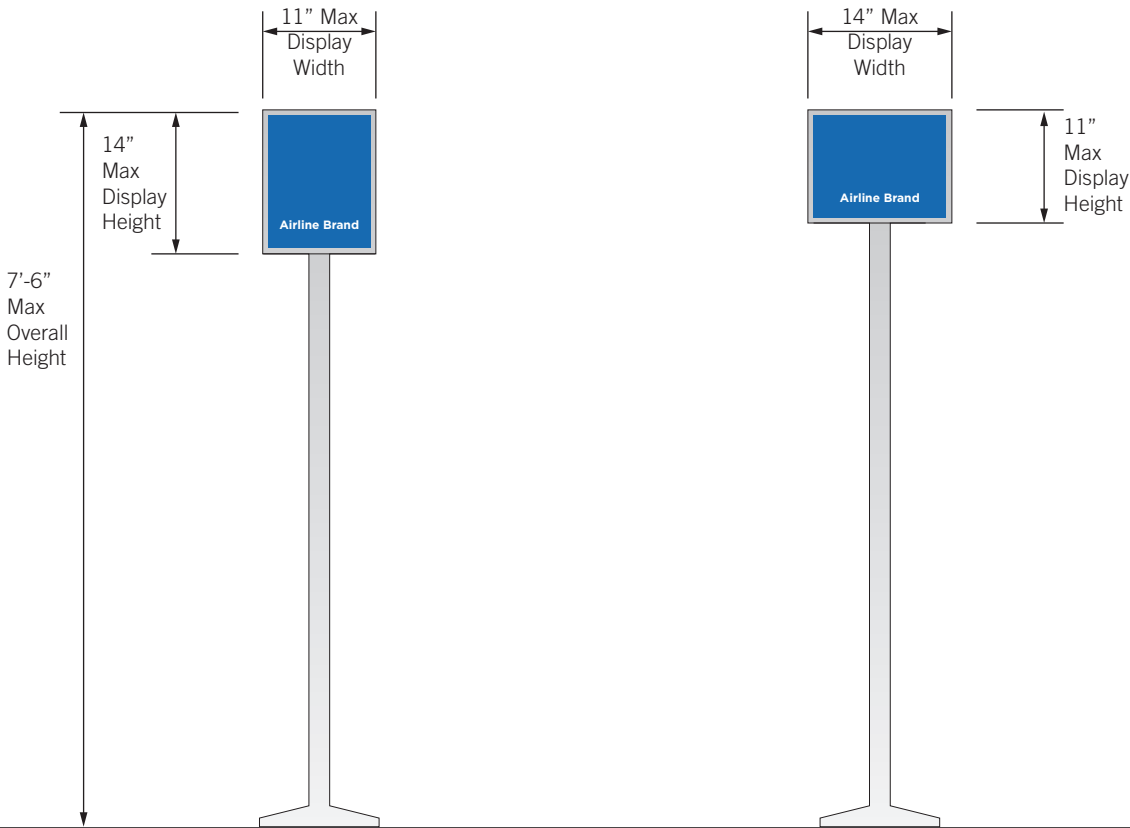 11” Max
Display
Width
14” Max
Display
Width
14”
Max
Display
Height
11”
Max
Display
Height
Airline Brand
Airline Brand
7’-6”
Max
Overall
Height